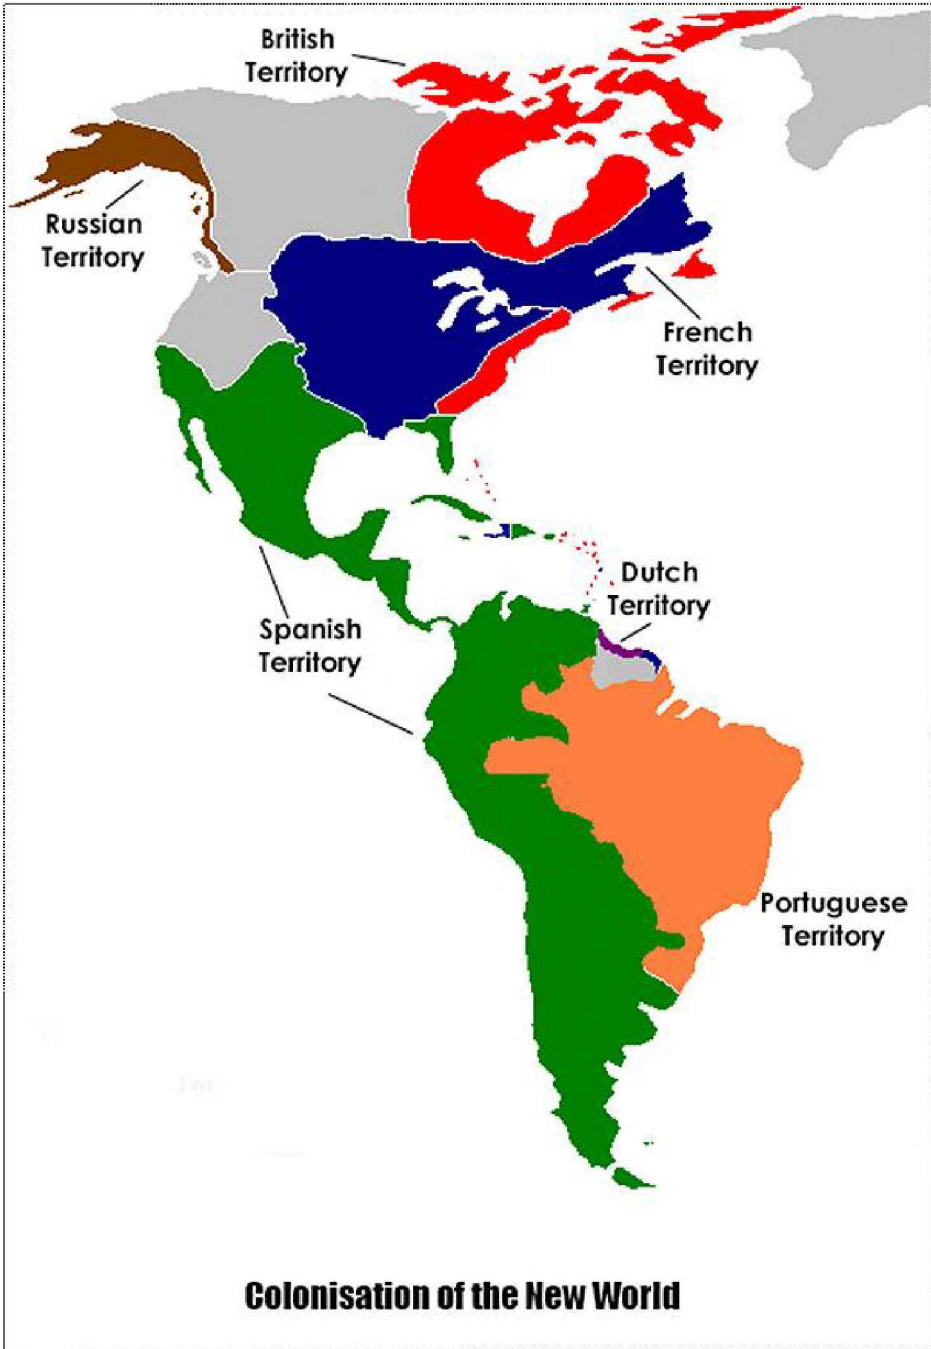 British
Territory
Russian
Territory
French
Territory
Dutch
Territory
Spanish
Territory
Portuguese
Territory
Colonisation of the New World